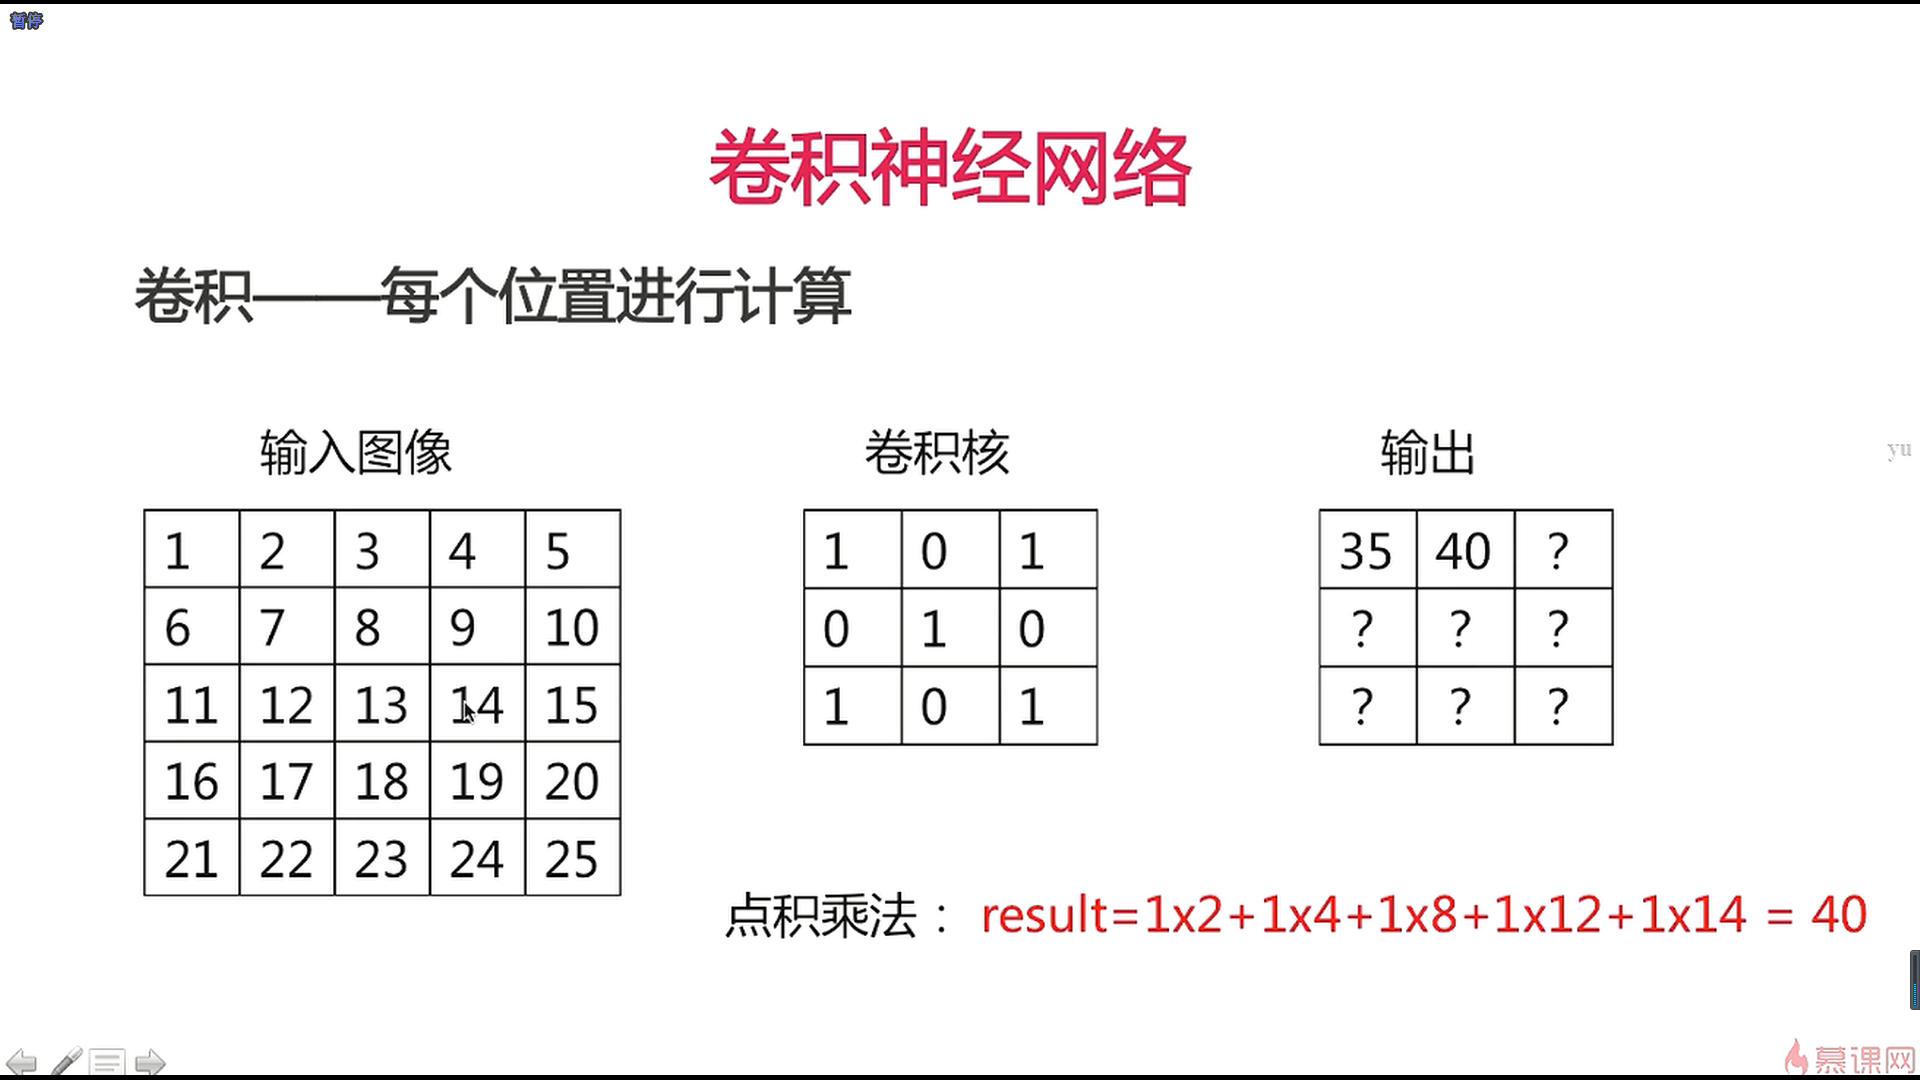 暂停
卷积神经网络
卷积——每个位置进行计算
输入图像 卷积核 输出
1 2 3 4 5
6 7 8 9 10
11 12 13 14 15
16 17 18 19 20
21 22 23 24 25
1 0 1
0 1 0
1 0 1
35 40 ?
? ? ?
? ? ?
yu
点积乘法： result=1x2+1x4+1x8+1x12+1x14 = 40
慕课网